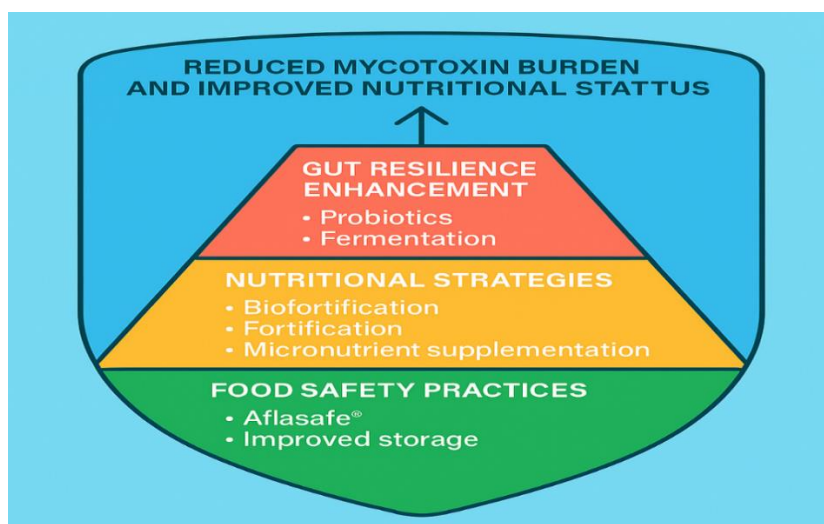 REDUCED MYCOTOXIN BURDEN
AND IMPROVED NUTRITIONAL STATTUS
GUT RESILIENCE
ENHANCEMENT
• Probiotics
• Fermentation
NUTRITIONAL STRATEGIES
• Biofortification
• Fortification
• Micronutrient supplementation
FOOD SAFETY PRACTICES
• Aflasafe®
• Improved storage